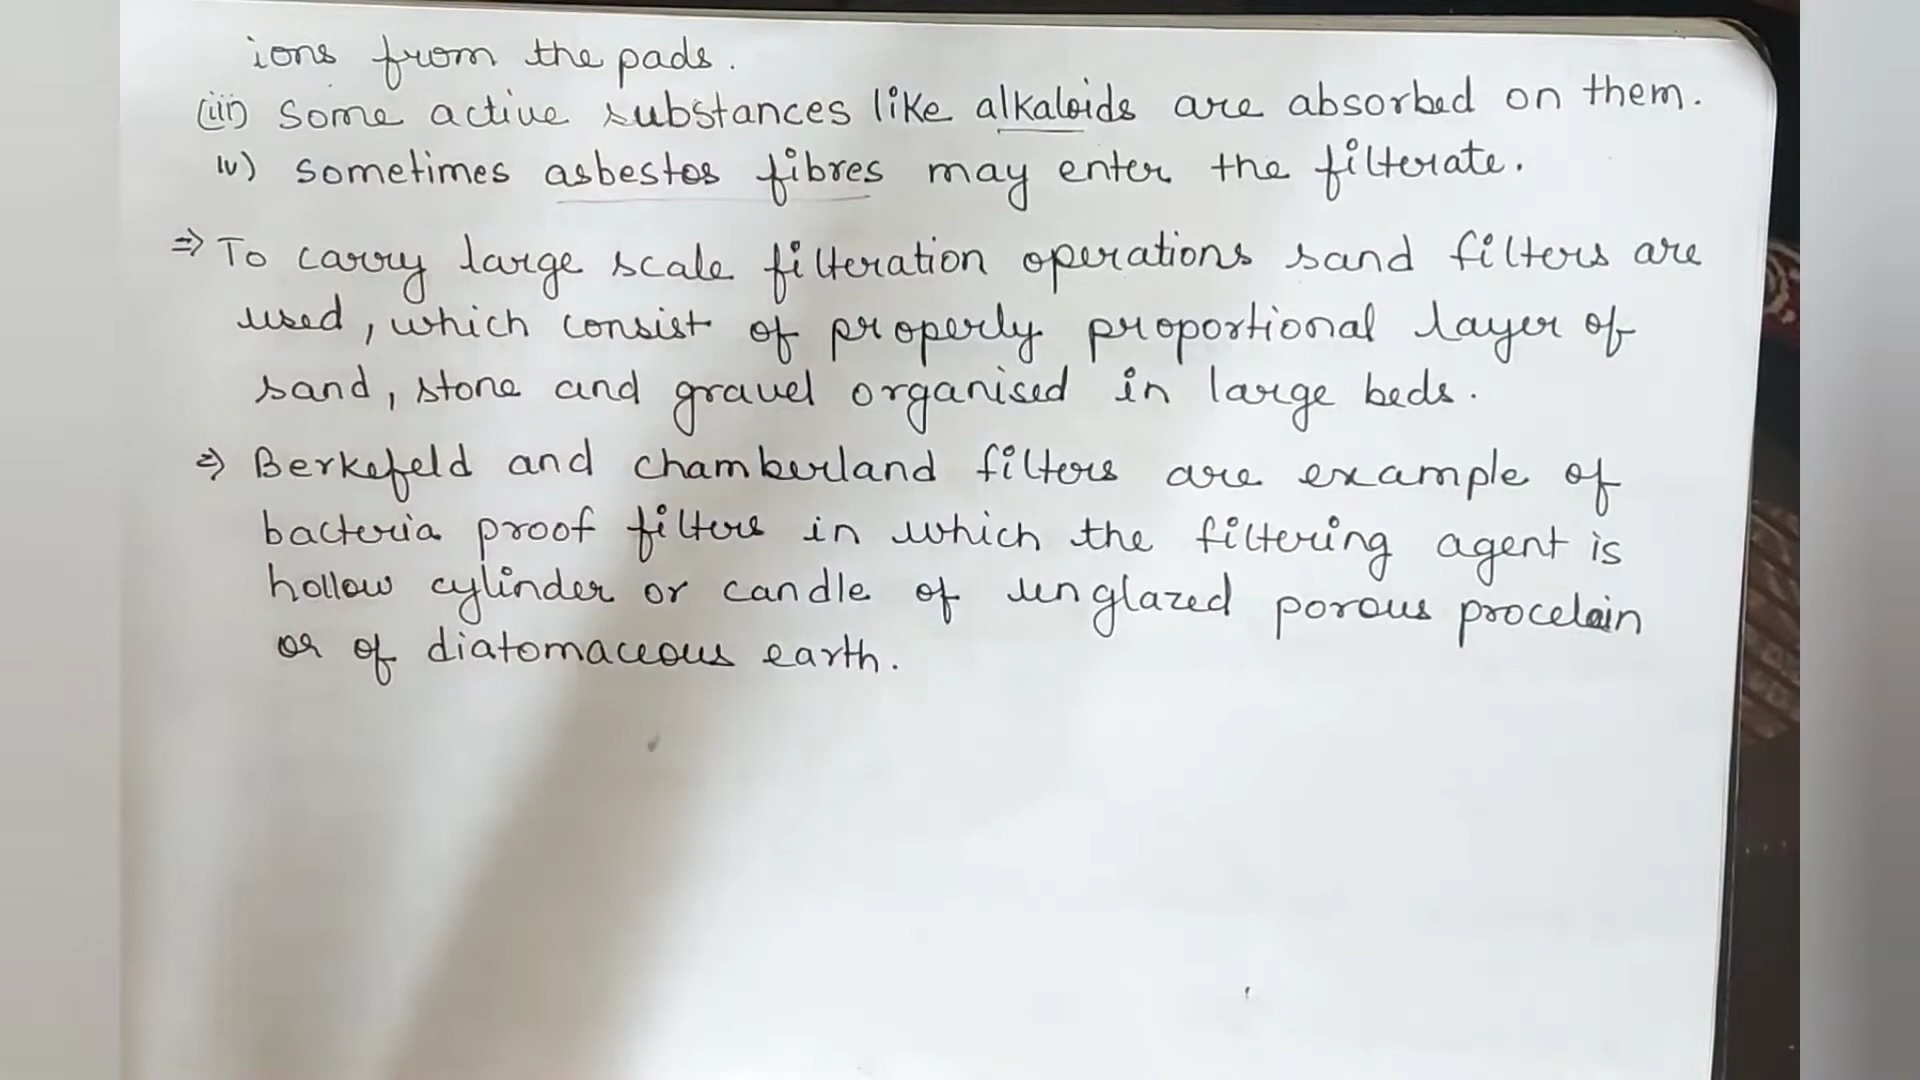 ions from the pads.
(iii) Some active substances like alkaloids are absorbed on them.
iv) sometimes asbestos fibres may enter the filterate.
⇒ To carry large scale filteration operations sand filters are
used, which consist of properly proportional layer of
sand, stone and gravel organised in large beds.
⇒ Berkefeld and chamberland filters are example of
bacteria proof filters in which the filtering agent is
hollow cylinder or candle of unglazed porous procelain
or of diatomaceous earth.